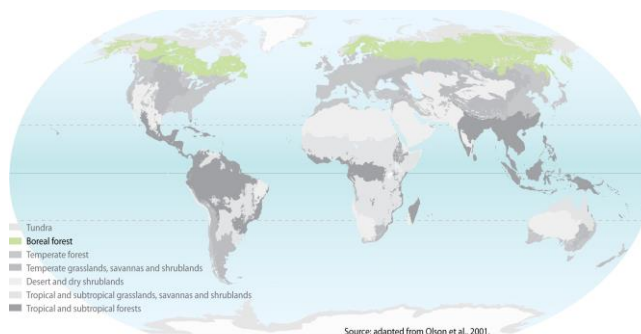 Tundra
Boreal forest
Temperate forest
Temperate grasslands, savannas and shrublands
Desert and dry shrublands
Tropical and subtropical grasslands, savannas and shrublands
Tropical and subtropical forests
Source: adapted from Olson et al., 2001.